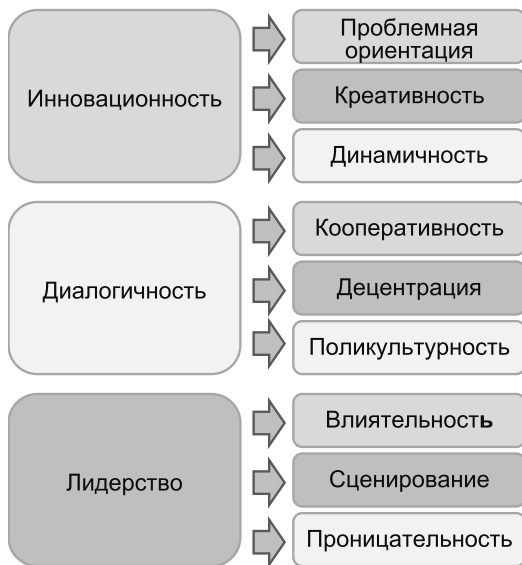 Инновационность
Проблемная
ориентация
Креативность
Динамичность
Диалогичность
Кооперативность
Децентрация
Поликультурность
Лидерство
Влиятельность
Сценирование
Проницательность